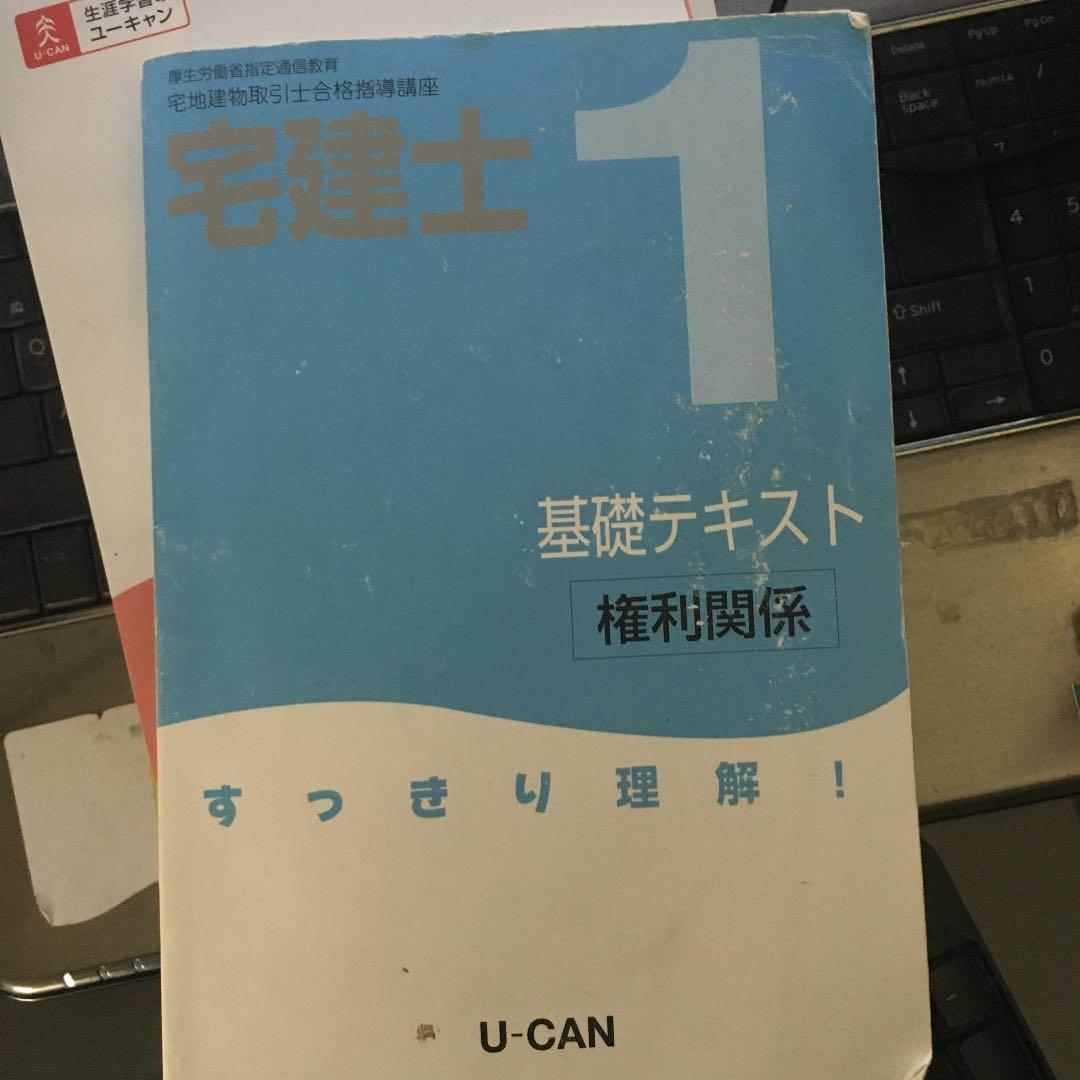 生涯学習の
ユーキャン
U-CAN
厚生労働省指定通信教育
宅地建物取引士合格指導講座
宅建士
1
基礎テキスト
権利関係
すっきり理解!
U-CAN
Delete
PgUp
PgDn
Back
space
NumLk
/
7
4
5
Shift
1
0
↑
↓
→
Q
ぬ